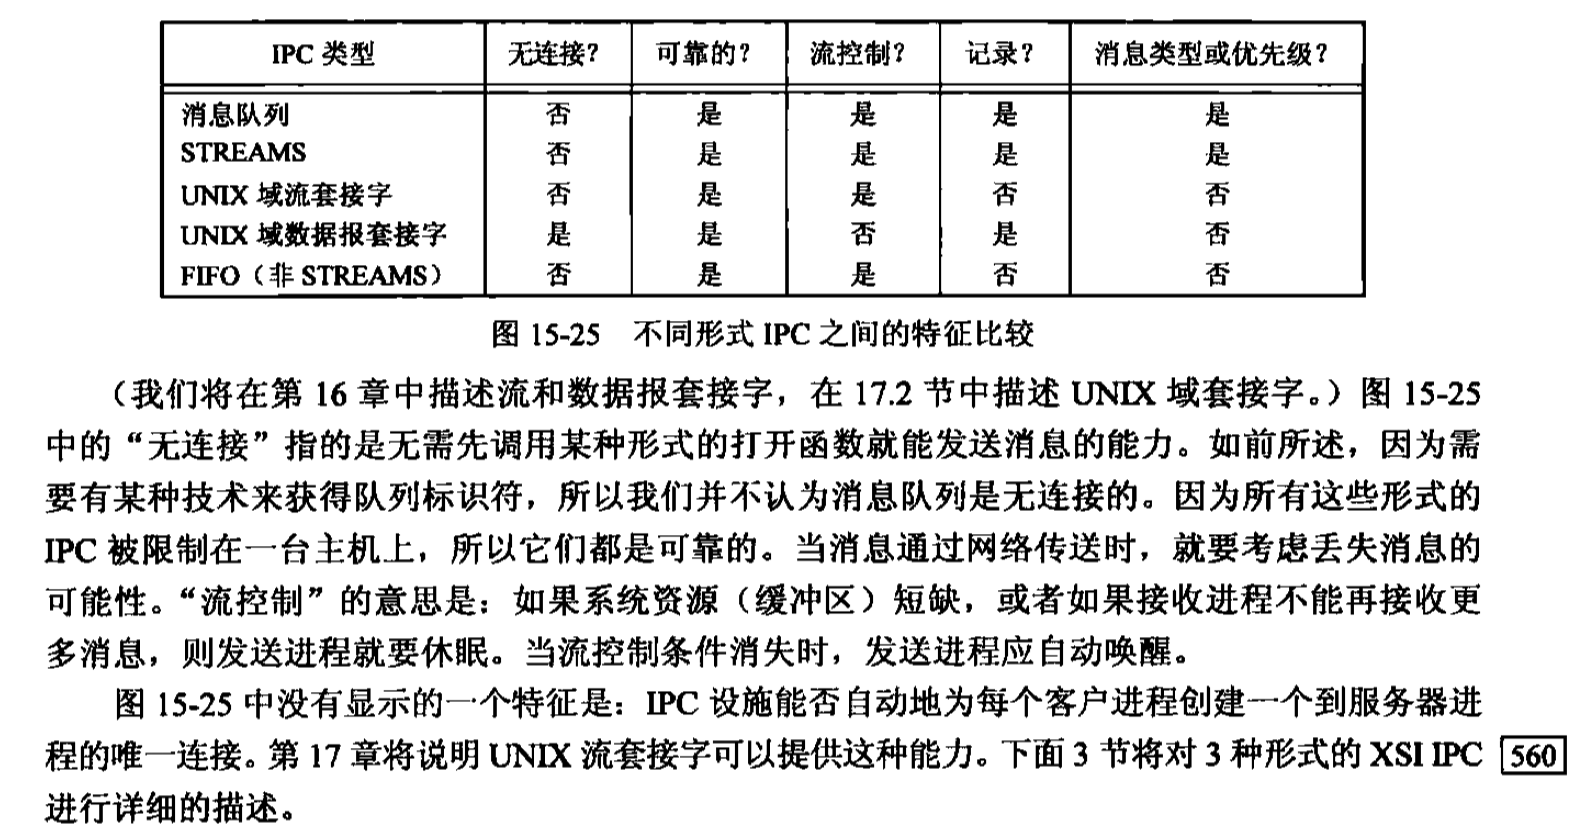 IPC 类型 无连接？ 可靠的？ 流控制？ 记录？ 消息类型或优先级？
消息队列 否 是 是 是 是
STREAMS 否 是 是 是 是
UNIX 域流套接字 否 是 是 否 否
UNIX 域数据报套接字 是 是 否 是 否
FIFO（非 STREAMS） 否 是 是 否 否
图 15-25 不同形式 IPC 之间的特征比较
（我们将在第 16 章中描述流和数据报套接字，在 17.2 节中描述 UNIX 域套接字。）图 15-25
中的“无连接”指的是无需先调用某种形式的打开函数就能发送消息的能力。如前所述，因为需
要有某种技术来获得队列标识符，所以我们并不认为消息队列是无连接的。因为所有这些形式的
IPC 被限制在一台主机上，所以它们都是可靠的。当消息通过网络传送时，就要考虑丢失消息的
可能性。“流控制”的意思是：如果系统资源（缓冲区）短缺，或者如果接收进程不能再接收更
多消息，则发送进程就要休眠。当流控制条件消失时，发送进程应自动唤醒。
图 15-25 中没有显示的一个特征是：IPC 设施能否自动地为每个客户进程创建一个到服务器进
程的唯一连接。第 17 章将说明 UNIX 流套接字可以提供这种能力。下面 3 节将对 3 种形式的 XSI IPC
560
进行详细的描述。